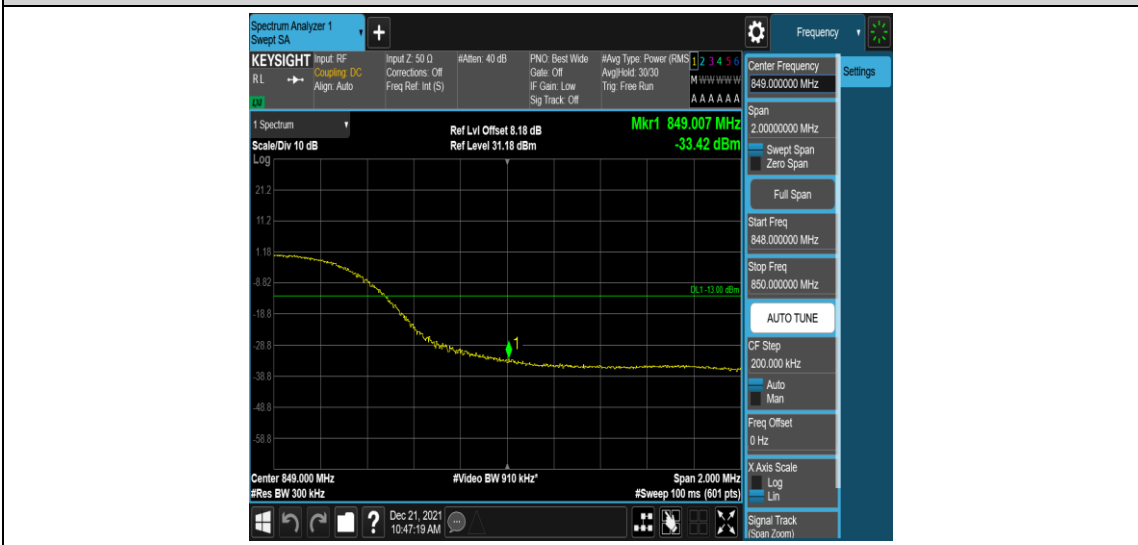 Spectrum Analyzer 1
Swept SA
Frequency
KEYSIGHT
RL
LM
Input: RF
Coupling: DC
Align: Auto
Input Z: 50 Ω
Corrections: Off
Freq Ref: Int (S)
#Atten: 40 dB
PNO: Best Wide
Gate: Off
IF Gain: Low
Sig Track: Off
#Avg Type: Power (RMS
Avg|Hold: 30/30
Trig: Free Run
1 2 3 4 5 6
M W W W W W
A A A A A A
1 Spectrum
Scale/Div 10 dB
Ref Lvl Offset 8.18 dB
Ref Level 31.18 dBm
Mkr1 849.007 MHz
-33.42 dBm
Log
21.2
11.2
1.18
-8.82
-18.8
-28.8
-38.8
-48.8
-58.8
DL1 -13.00 dBm
1
Center 849.000 MHz
#Res BW 300 kHz
#Video BW 910 kHz*
Span 2.000 MHz
#Sweep 100 ms (601 pts)
Settings
Center Frequency
849.000000 MHz
Span
2.00000000 MHz
Swept Span
Zero Span
Full Span
Start Freq
848.000000 MHz
Stop Freq
850.000000 MHz
AUTO TUNE
CF Step
200.000 kHz
Auto
Man
Freq Offset
0 Hz
X Axis Scale
Log
Lin
Signal Track
(Span Zoom)
?
Dec 21, 2021
10:47:19 AM